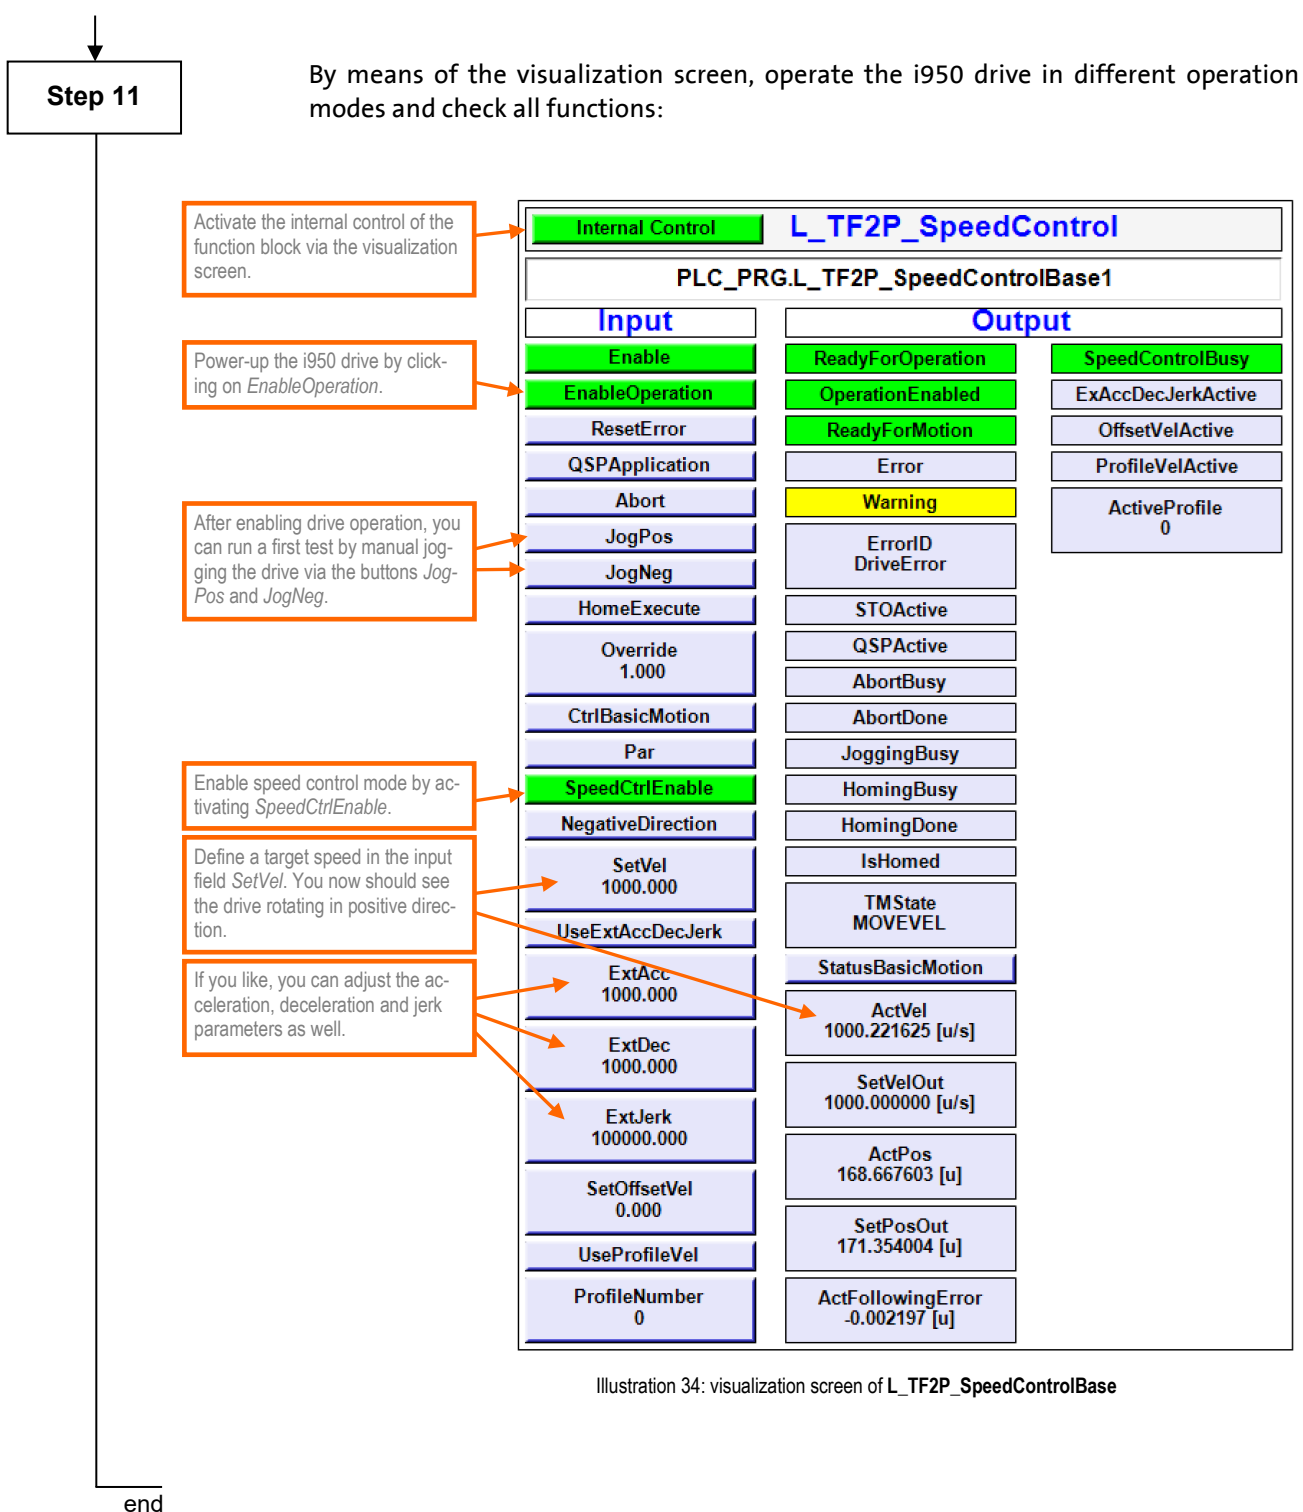 Step 11
By means of the visualization screen, operate the i950 drive in different operation
modes and check all functions:
Activate the internal control of the
function block via the visualization
screen.
Power-up the i950 drive by click-
ing on EnableOperation.
After enabling drive operation, you
can run a first test by manual jog-
ging the drive via the buttons Jog-
Pos and JogNeg.
Enable speed control mode by ac-
tivating SpeedCtrlEnable.
Define a target speed in the input
field SetVel. You now should see
the drive rotating in positive direc-
tion.
If you like, you can adjust the ac-
celeration, deceleration and jerk
parameters as well.
Internal Control
L_TF2P_SpeedControl
PLC_PRG.L_TF2P_SpeedControlBase1
Input
Enable
EnableOperation
ResetError
QSPApplication
Abort
JogPos
JogNeg
HomeExecute
Override
1.000
CtrlBasicMotion
Par
SpeedCtrlEnable
NegativeDirection
SetVel
1000.000
UseExtAccDecJerk
ExtAcc
1000.000
ExtDec
1000.000
ExtJerk
100000.000
SetOffsetVel
0.000
UseProfileVel
ProfileNumber
0
Output
ReadyForOperation
OperationEnabled
ReadyForMotion
Error
Warning
ErrorID
DriveError
STOActive
QSPActive
AbortBusy
AbortDone
JoggingBusy
HomingBusy
HomingDone
IsHomed
TMState
MOVEVEL
StatusBasicMotion
ActVel
1000.221625 [u/s]
SetVelOut
1000.000000 [u/s]
ActPos
168.667603 [u]
SetPosOut
171.354004 [u]
ActFollowingError
-0.002197 [u]
SpeedControlBusy
ExAccDecJerkActive
OffsetVelActive
ProfileVelActive
ActiveProfile
0
Illustration 34: visualization screen of L_TF2P_SpeedControlBase
end